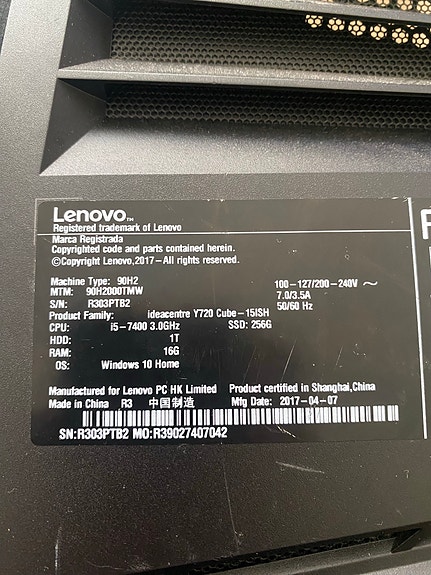 Lenovo™
Registered trademark of Lenovo
Marca Registrada
Copyrighted code and parts contained herein.
©Copyright Lenovo,2017–All rights reserved.
Machine Type: 90H2
100-127/200-240V ~
MTM: 90H2000TMW
7.0/3.5A
S/N: R303PTB2
50/60 Hz
Product Family: ideacentre Y720 Cube-15ISH
CPU: i5-7400 3.0GHz SSD: 256G
HDD: 1T
RAM: 16G
OS: Windows 10 Home
Manufactured for Lenovo PC HK Limited Product certified in Shanghai,China
Made in China R3 中国制造 Mfg Date: 2017-04-07
SN:R303PTB2 MO:R39027407042